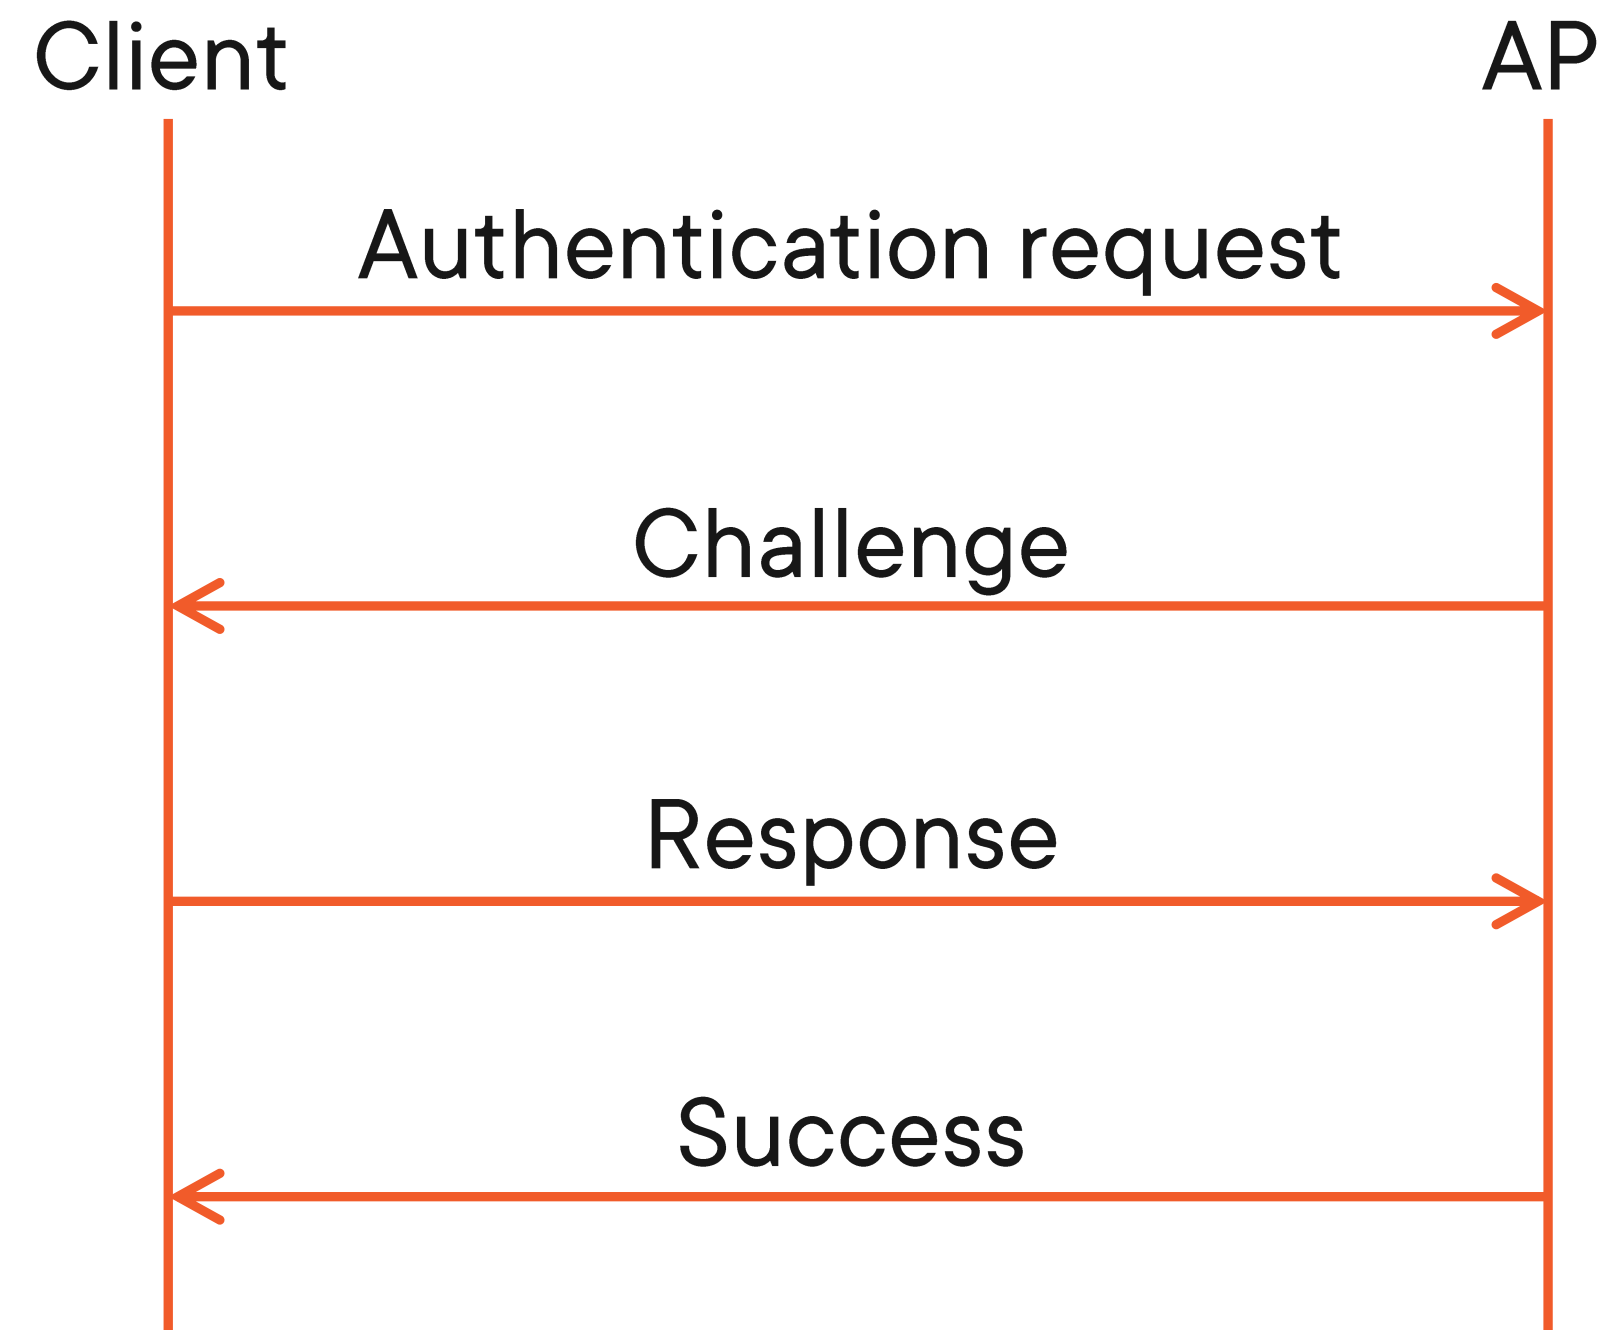 Client
AP
Authentication request
Challenge
Response
Success